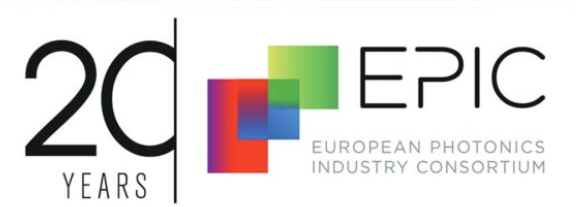 20
YEARS
EPIC
EUROPEAN PHOTONICS
INDUSTRY CONSORTIUM